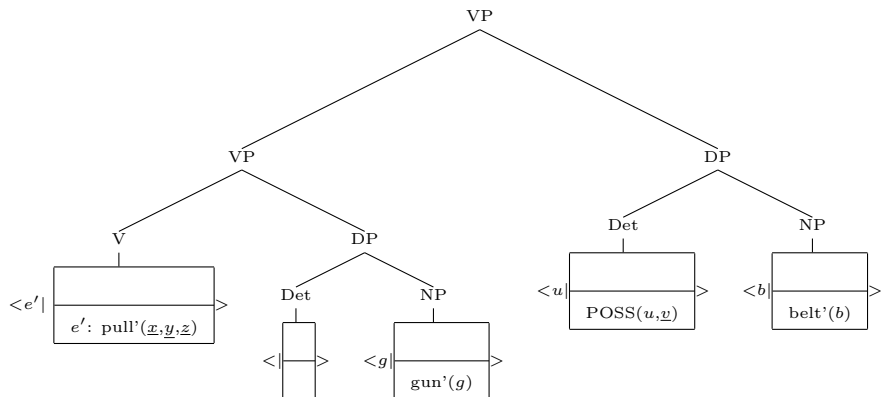 VP
VP DP
V DP Det NP
<e′| e′: pull’(x,y,z) > Det NP <u| POSS(u,v) > <b| belt’(b) >
<| > <g| gun’(g) >